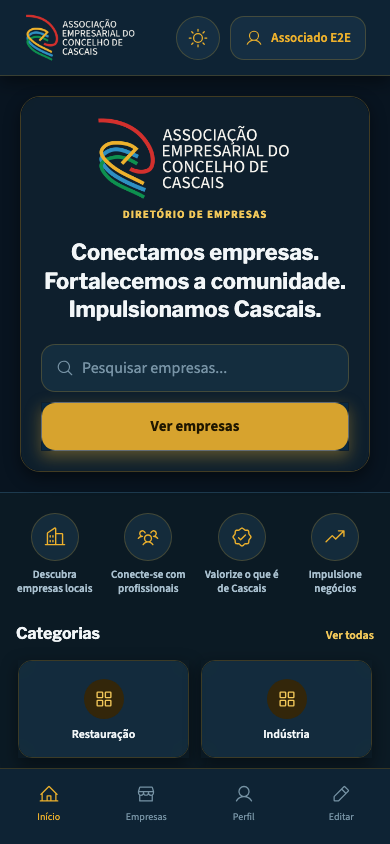 ASSOCIAÇÃO
EMPRESARIAL DO
CONCELHO DE
CASCAIS
Associado E2E
ASSOCIAÇÃO
EMPRESARIAL DO
CONCELHO DE
CASCAIS
DIRETÓRIO DE EMPRESAS
Conectamos empresas.
Fortalecemos a comunidade.
Impulsionamos Cascais.
Pesquisar empresas...
Ver empresas
Descubra
empresas locais
Conecte-se com
profissionais
Valorize o que é
de Cascais
Impulsione
negócios
Categorias
Ver todas
Restauração
Indústria
Início
Empresas
Perfil
Editar